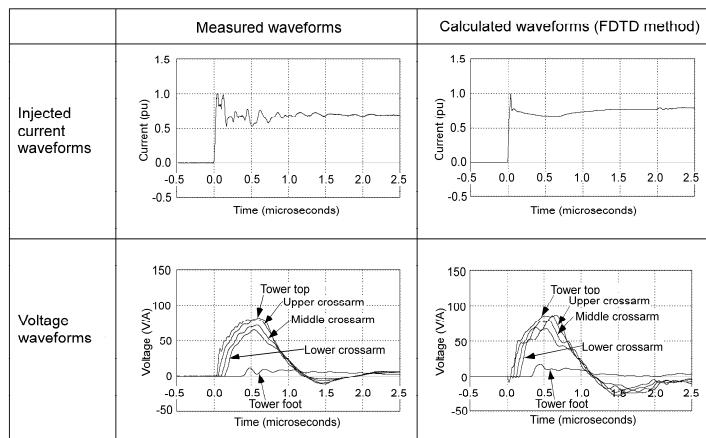 Measured waveforms
Calculated waveforms (FDTD method)
Injected
current
waveforms
Current (pu)
1.5
1.0
0.5
0.0
-0.5
-0.5 0.0 0.5 1.0 1.5 2.0 2.5
Time (microseconds)
Current (pu)
1.5
1.0
0.5
0.0
-0.5
-0.5 0.0 0.5 1.0 1.5 2.0 2.5
Time (microseconds)
Voltage
waveforms
Voltage (V/A)
150
100
50
0
-50
Tower top
Upper crossarm
Middle crossarm
Lower crossarm
Tower foot
-0.5 0.0 0.5 1.0 1.5 2.0 2.5
Time (microseconds)
Voltage (V/A)
150
100
50
0
-50
Tower top
Upper crossarm
Middle crossarm
Lower crossarm
Tower foot
-0.5 0.0 0.5 1.0 1.5 2.0 2.5
Time (microseconds)